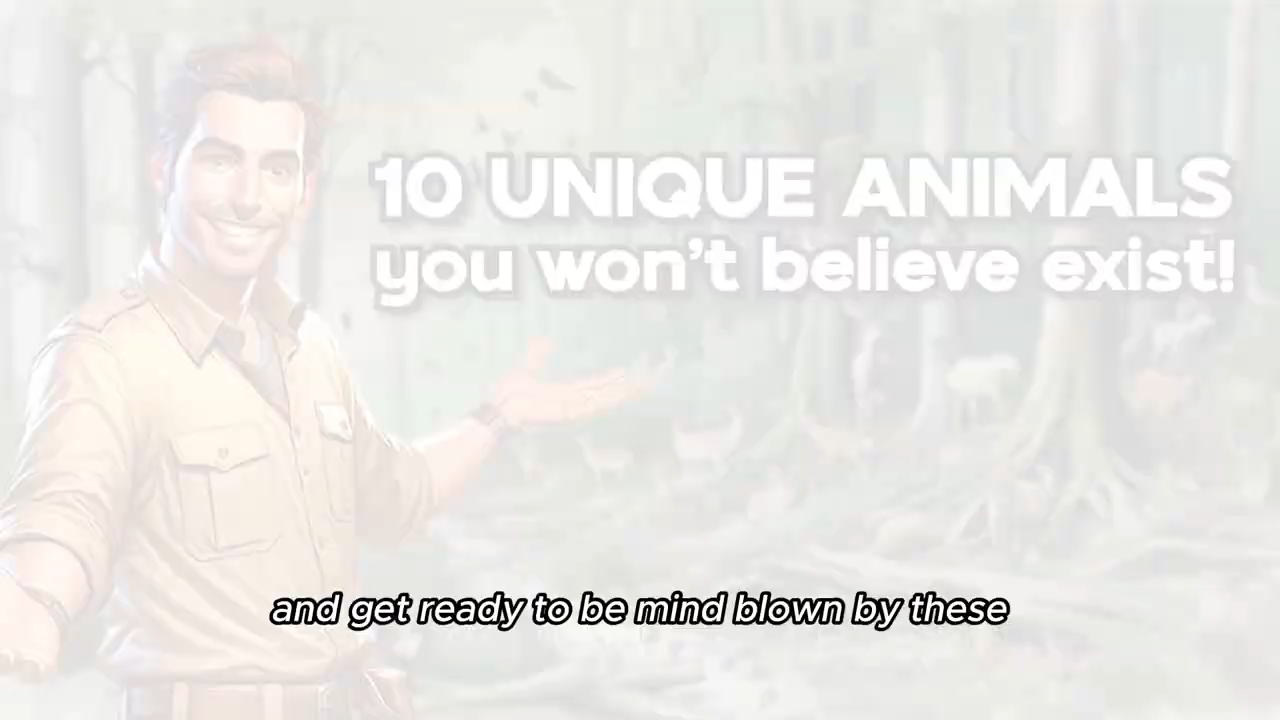 10 UNIQUE ANIMALS
you won't believe exist!
and get ready to be mind blown by these